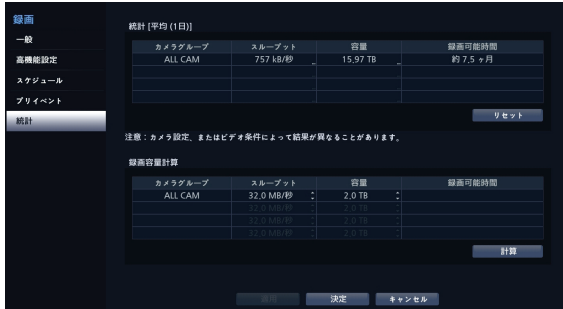 録画
一般
高機能設定
スケジュール
プリイベント
統計
統計 [平均 (1日)]
カメラグループ スループット 容量 録画可能時間
ALL CAM 757 kB/秒 15,97 TB 約 7,5 ヶ月
リセット
注意：カメラ設定、またはビデオ条件によって結果が異なることがあります。
録画容量計算
カメラグループ スループット 容量 録画可能時間
ALL CAM 32,0 MB/秒 2,0 TB
32,0 MB/秒 2,0 TB
32,0 MB/秒 2,0 TB
32,0 MB/秒 2,0 TB
計算
適用 決定 キャンセル